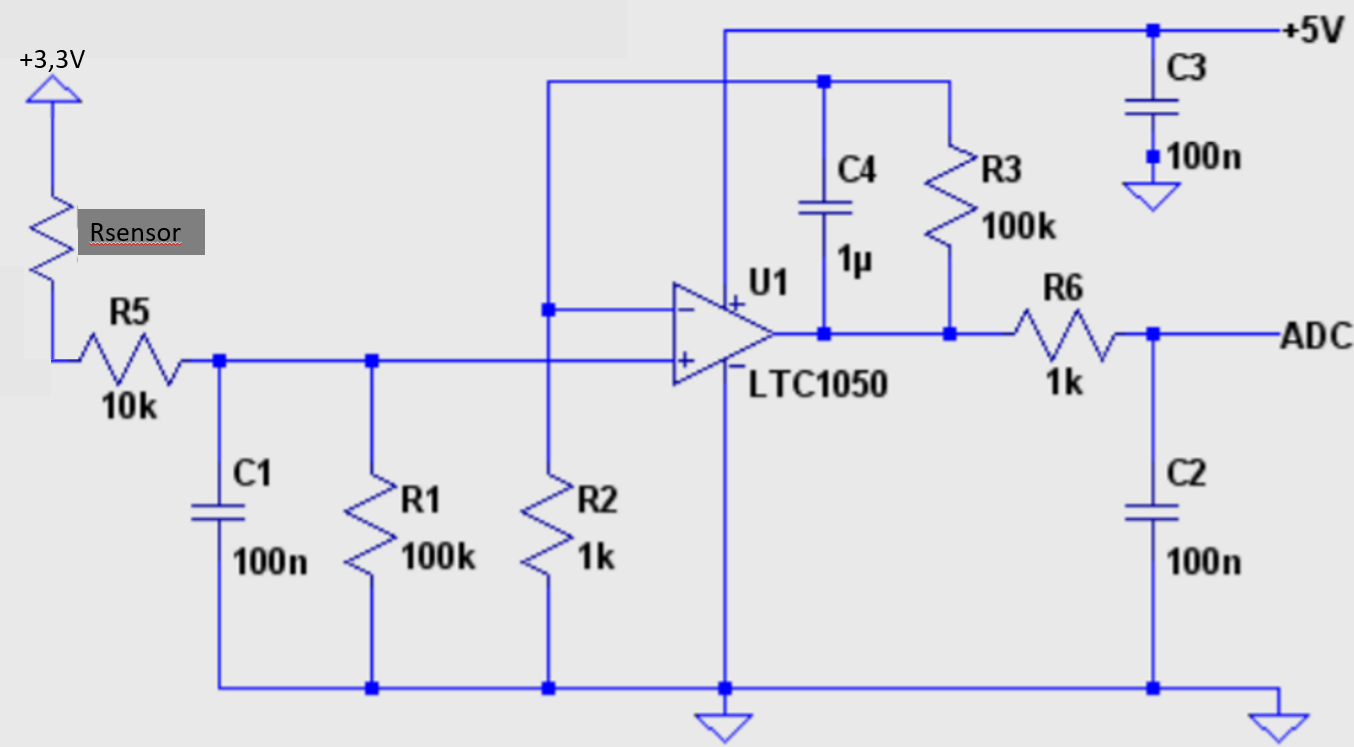 +5V
+3,3V
C3
100n
C4
1µ
R3
100k
Rsensor
U1
+
−
+
−
LTC1050
R6
1k
ADC
R5
10k
C1
100n
R1
100k
R2
1k
C2
100n